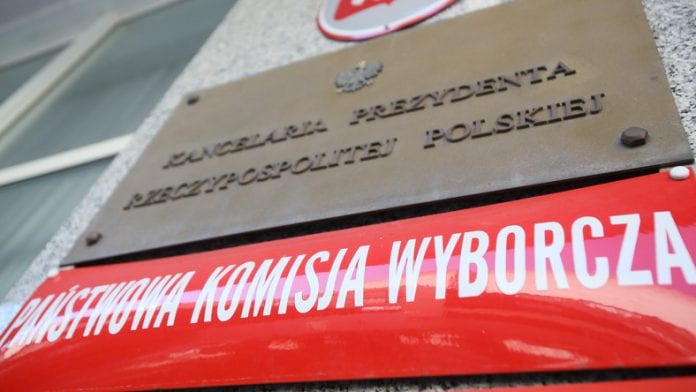 KANCELARIA PREZYDENTA
RZECZYPOSPOLITEJ POLSKIEJ
PAŃSTWOWA KOMISJA WYBORCZA